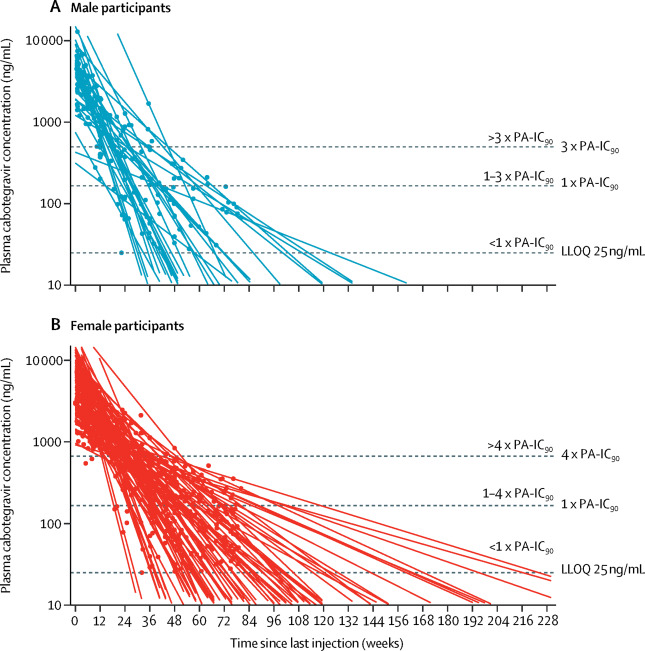 A Male participants
Plasma cabotegravir concentration (ng/mL)
10 000
1000
100
10
>3 x PA-IC90
3 x PA-IC90
1–3 x PA-IC90
1 x PA-IC90
<1 x PA-IC90
LLOQ 25 ng/mL
B Female participants
Plasma cabotegravir concentration (ng/mL)
10 000
1000
100
10
>4 x PA-IC90
4 x PA-IC90
1–4 x PA-IC90
1 x PA-IC90
<1 x PA-IC90
LLOQ 25 ng/mL
0 12 24 36 48 60 72 84 96 108 120 132 144 156 168 180 192 204 216 228
Time since last injection (weeks)